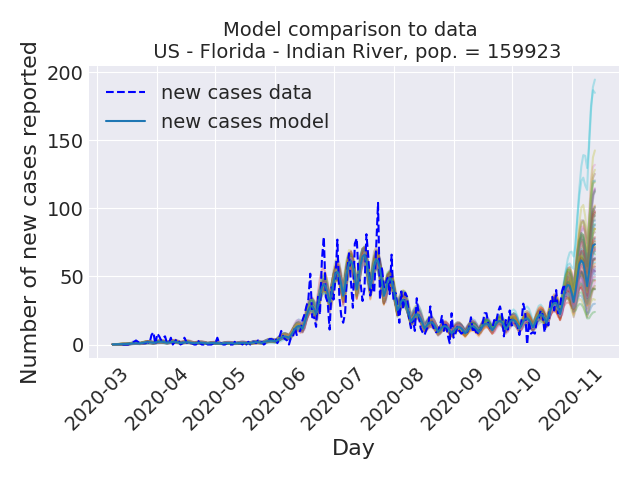 Model comparison to data
US - Florida - Indian River, pop. = 159923
Number of new cases reported
200
150
100
50
0
new cases data
new cases model
2020-03
2020-04
2020-05
2020-06
2020-07
2020-08
2020-09
2020-10
2020-11
Day